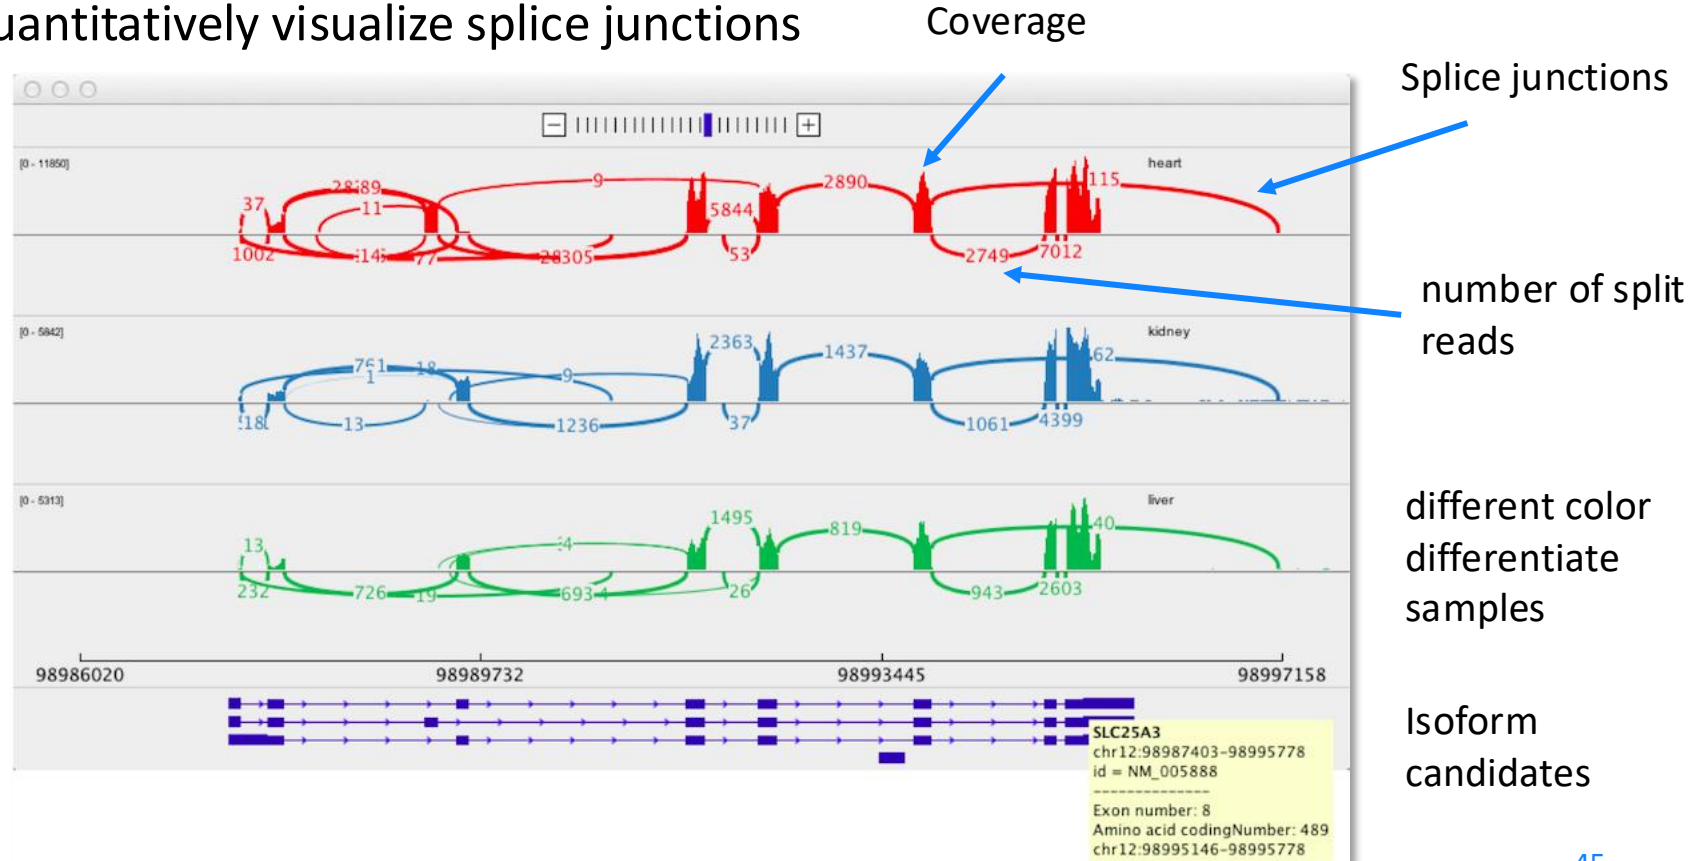 uantitatively visualize splice junctions
Coverage
Splice junctions
[0 - 11850]
heart
37
2889
11
9
5844
2890
115
1002
14
77
305
53
2749
7012
number of split
reads
[0 - 5842]
kidney
761
18
1
9
2363
1437
62
18
13
1236
37
1061
4399
[0 - 5313]
liver
13
4
1495
819
40
232
726
19
693
26
943
2603
different color
differentiate
samples
98986020
98989732
98993445
98997158
Isoform
candidates
SLC25A3
chr12:98987403-98995778
id = NM_005888
--------------
Exon number: 8
Amino acid codingNumber: 489
chr12:98995146-98995778